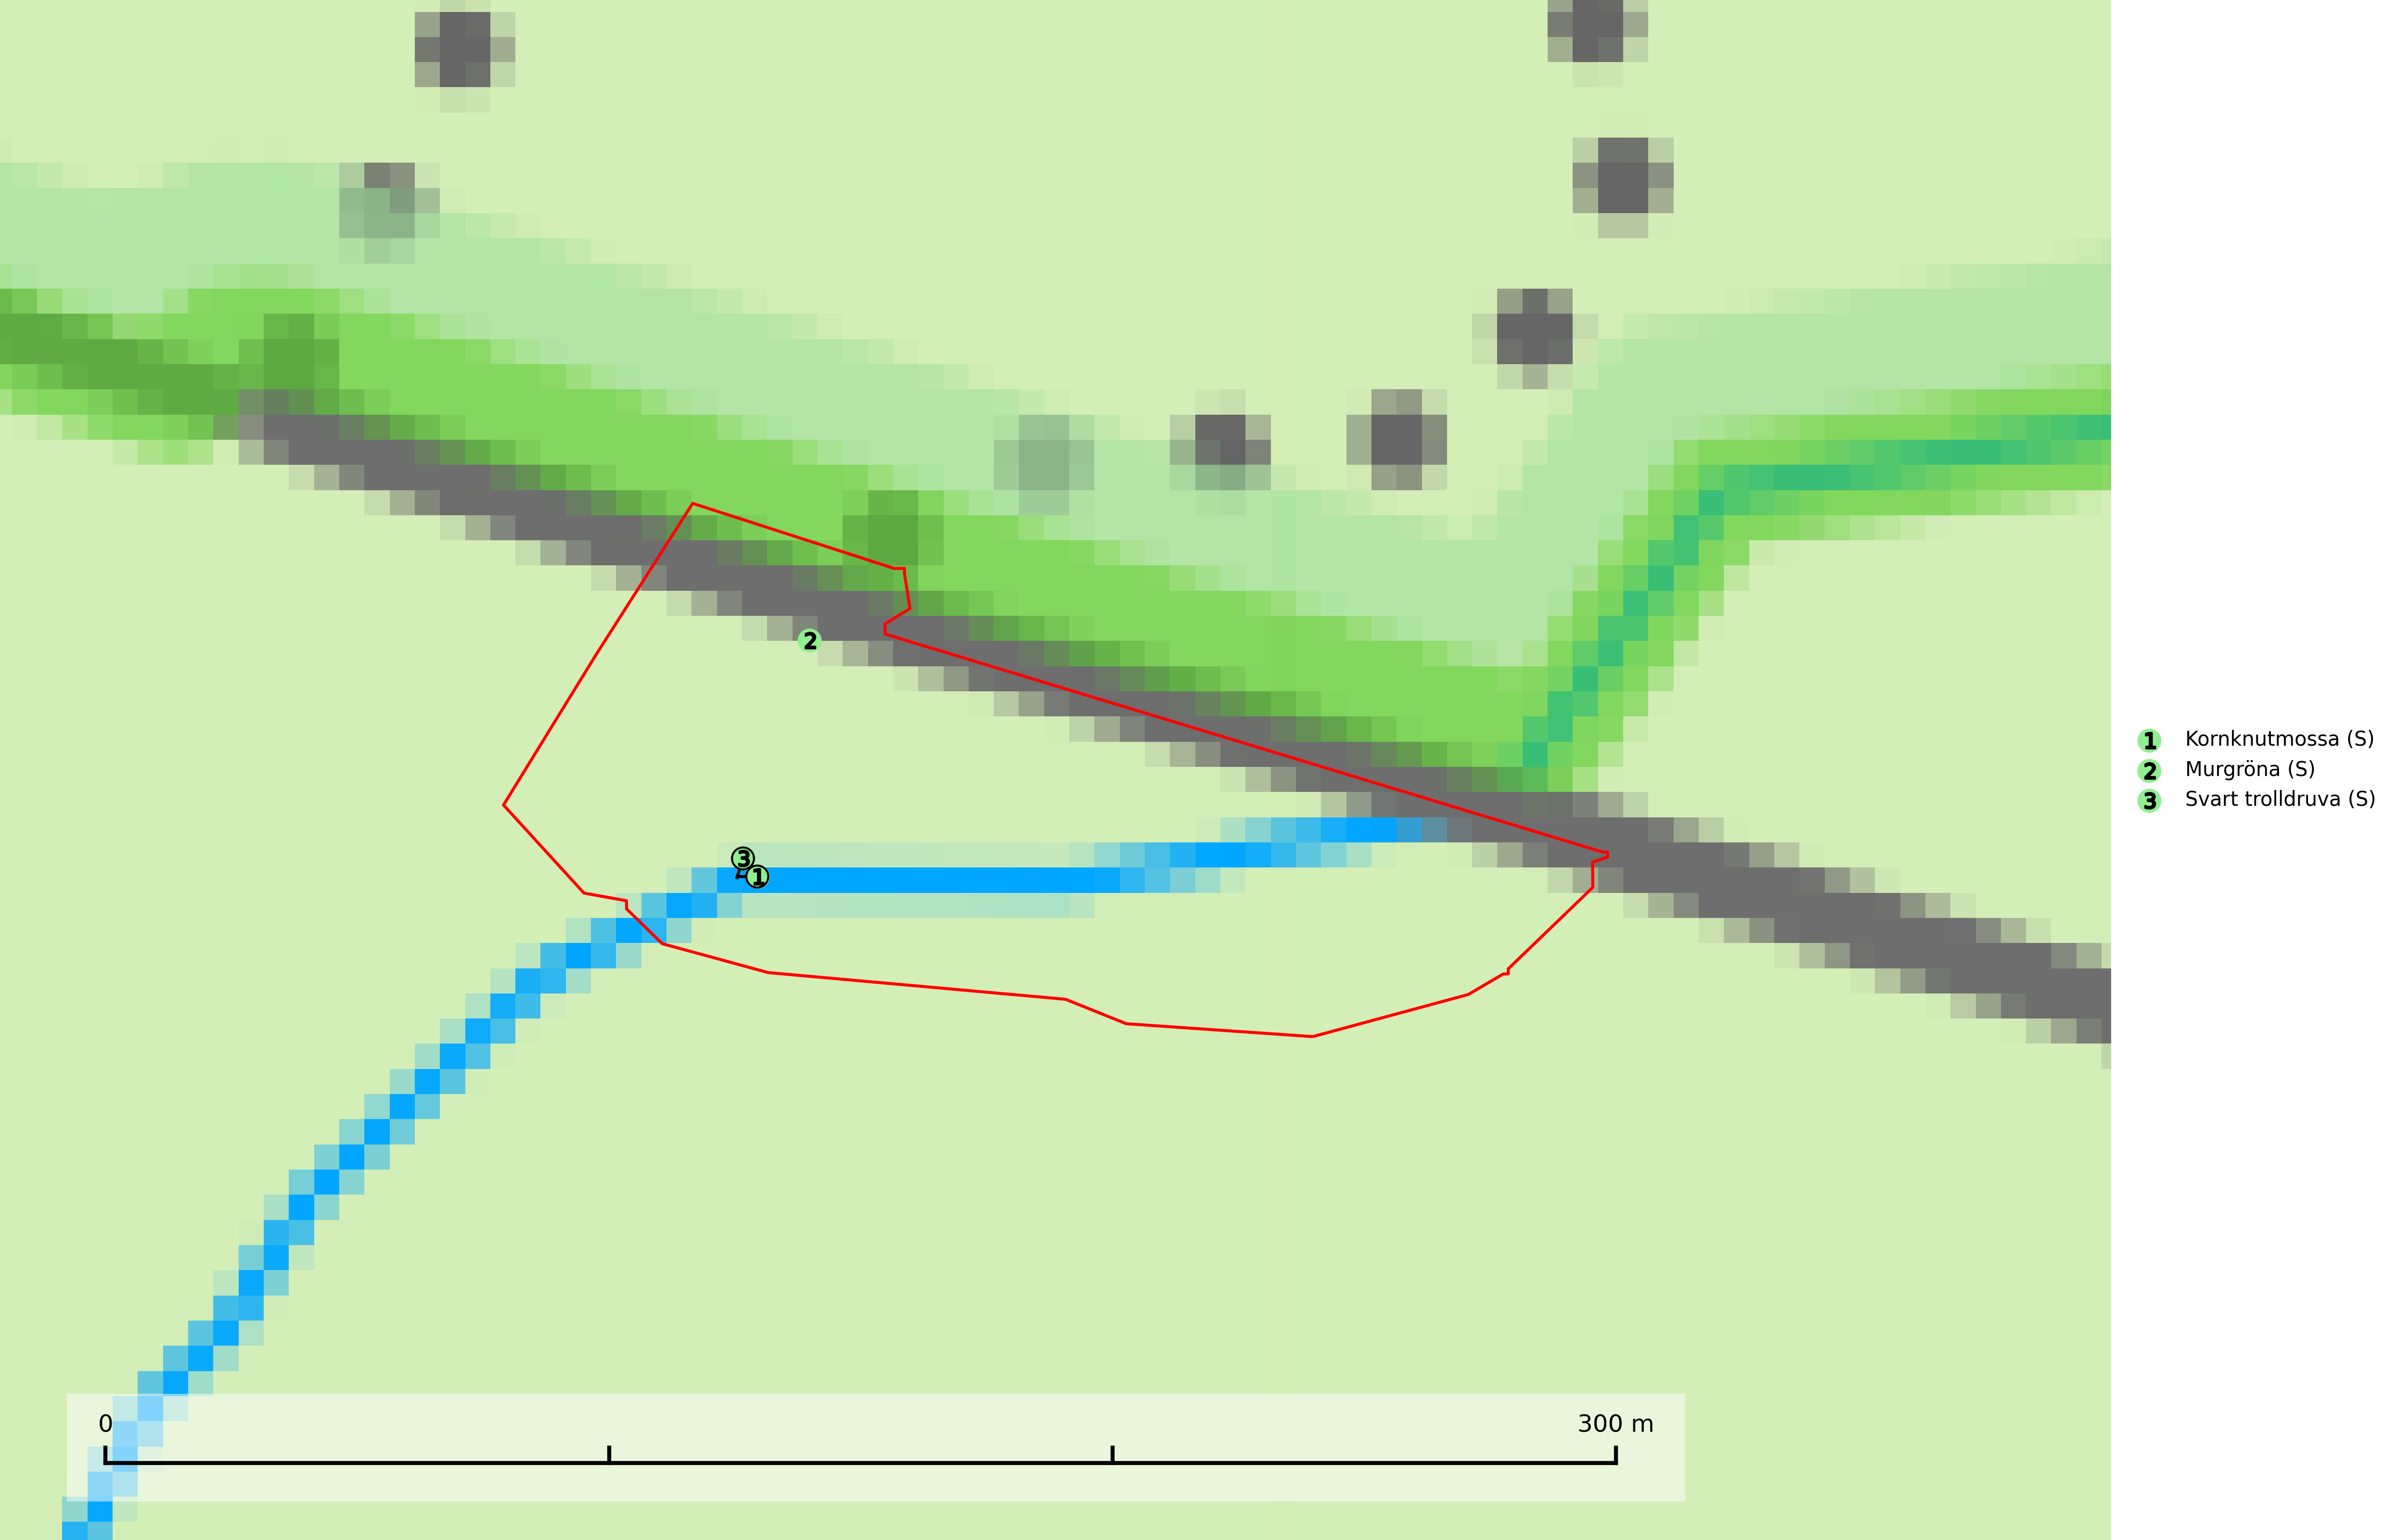 2
3
1
1 Kornknutmossa (S)
2 Murgröna (S)
3 Svart trolldruva (S)
0 300 m